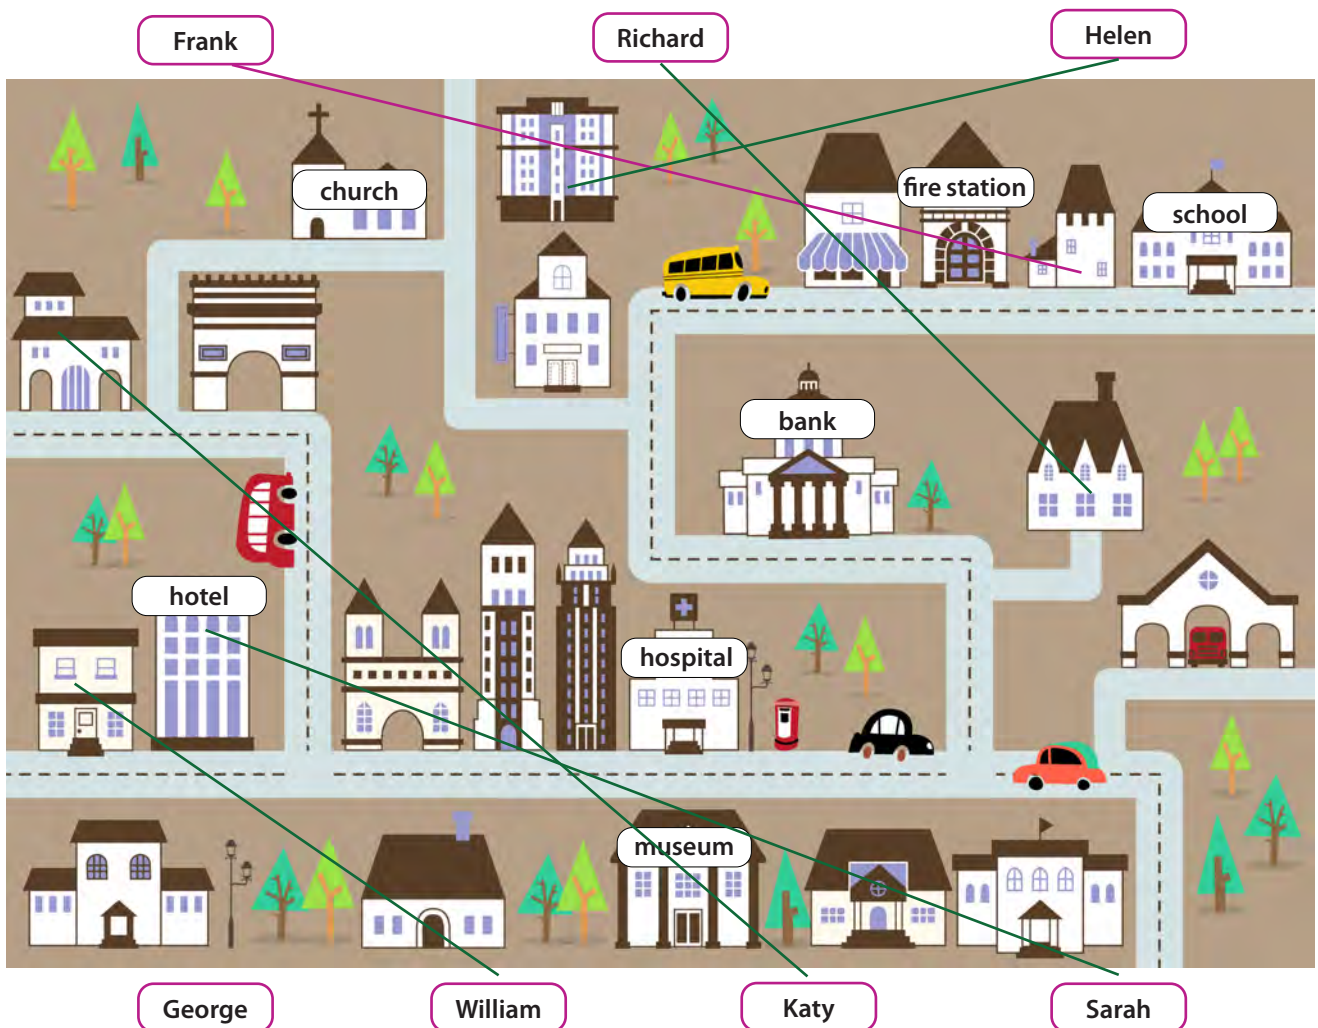 Frank
Richard
Helen
church
fire station
school
bank
hotel
hospital
museum
George
William
Katy
Sarah